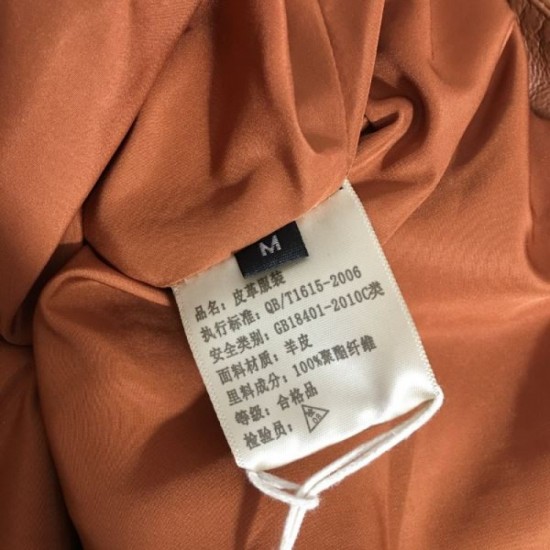 M
品名: 皮革服装
执行标准: QB/T1615-2006
安全类别: GB18401-2010C类
面料材质: 羊皮
里料成分: 100%聚酯纤维
等级: 合格品
检验员: